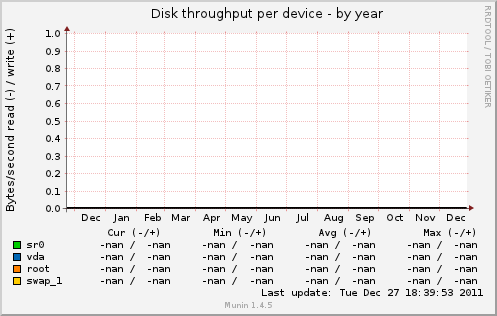 Disk throughput per device - by year
RRDTOOL / TOBI OETIKER
Bytes/second read (-) / write (+)
1.0
0.9
0.8
0.7
0.6
0.5
0.4
0.3
0.2
0.1
0.0
Dec Jan Feb Mar Apr May Jun Jul Aug Sep Oct Nov Dec
Cur (-/+) Min (-/+) Avg (-/+) Max (-/+)
sr0 -nan / -nan -nan / -nan -nan / -nan -nan / -nan
vda -nan / -nan -nan / -nan -nan / -nan -nan / -nan
root -nan / -nan -nan / -nan -nan / -nan -nan / -nan
swap_1 -nan / -nan -nan / -nan -nan / -nan -nan / -nan
Last update: Tue Dec 27 18:39:53 2011
Munin 1.4.5